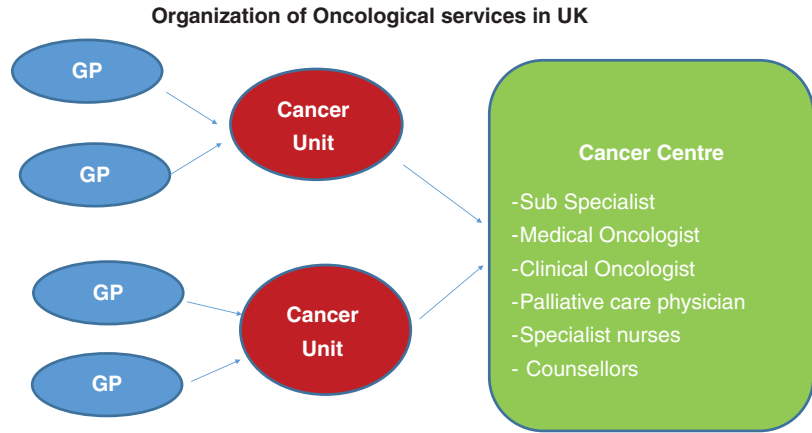 Organization of Oncological services in UK
GP
GP
Cancer
Unit
GP
GP
Cancer
Unit
Cancer Centre
-Sub Specialist
-Medical Oncologist
-Clinical Oncologist
-Palliative care physician
-Specialist nurses
- Counsellors